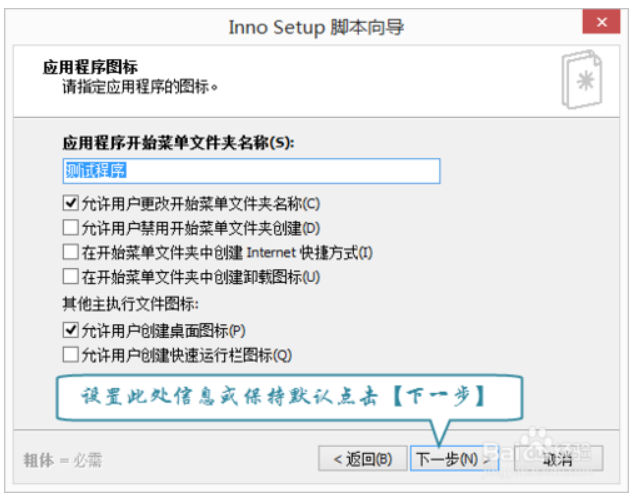 Inno Setup 脚本向导
应用程序图标
请指定应用程序的图标。
应用程序开始菜单文件夹名称(S):
测试程序
允许用户更改开始菜单文件夹名称(C)
允许用户禁用开始菜单文件夹创建(D)
在开始菜单文件夹中创建 Internet 快捷方式(I)
在开始菜单文件夹中创建卸载图标(U)
其他主执行文件图标:
允许用户创建桌面图标(P)
允许用户创建快速运行栏图标(Q)
设置此处信息或保持默认点击【下一步】
粗体 = 必需
< 返回(B)
下一步(N) >
取消